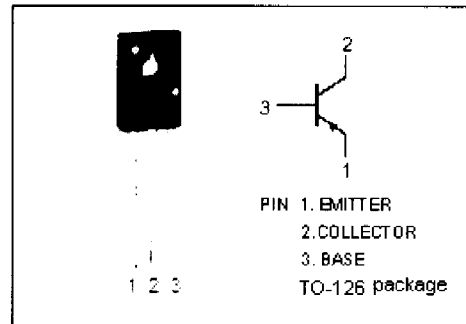 2
3
1
PIN 1. EMITTER
2. COLLECTOR
3. BASE
1 2 3
TO-126 package